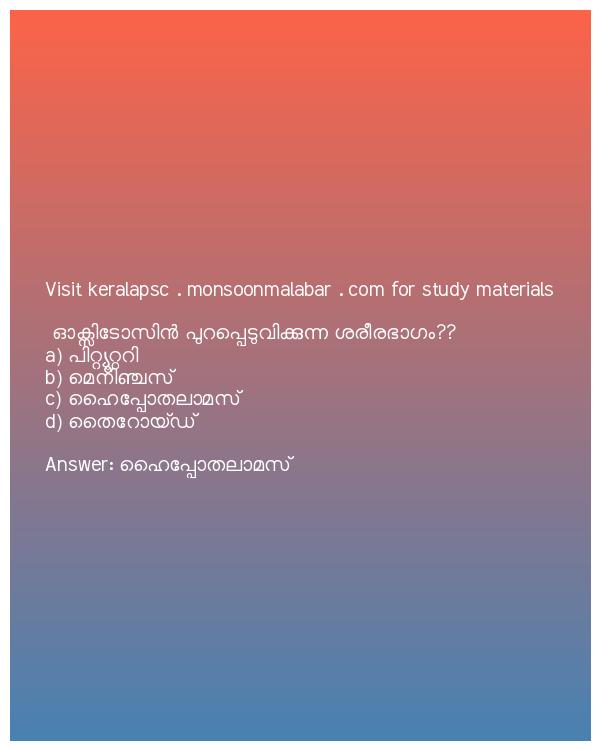 Visit keralapsc . monsoonmalabar . com for study materials
ഓക്സിടോസിൻ പുറപ്പെടുവിക്കുന്ന ശരീരഭാഗം??
a) പിറ്റ്യൂറ്ററി
b) മെനിഞ്ചസ്
c) ഹൈപ്പോതലാമസ്
d) തൈറോയ്ഡ്
Answer: ഹൈപ്പോതലാമസ്